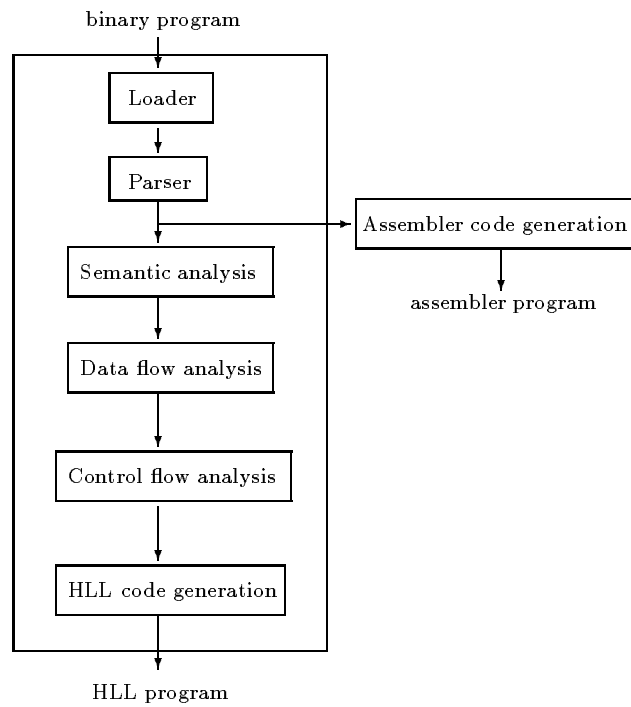 binary program
Loader
Parser
Assembler code generation
Semantic analysis
assembler program
Data flow analysis
Control flow analysis
HLL code generation
HLL program